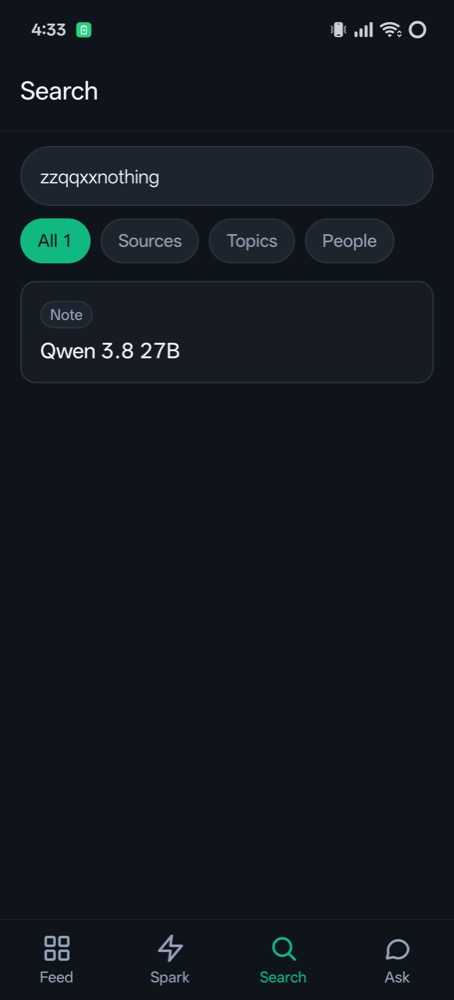 4:33
Search
zzqqxxnothing
All 1 Sources Topics People
Note
Qwen 3.8 27B
Feed Spark Search Ask